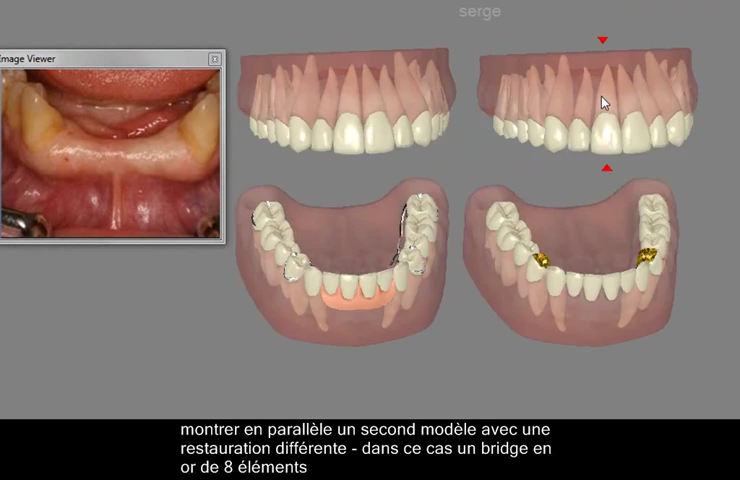 serge
Image Viewer
montrer en parallèle un second modèle avec une
restauration différente - dans ce cas un bridge en
or de 8 éléments